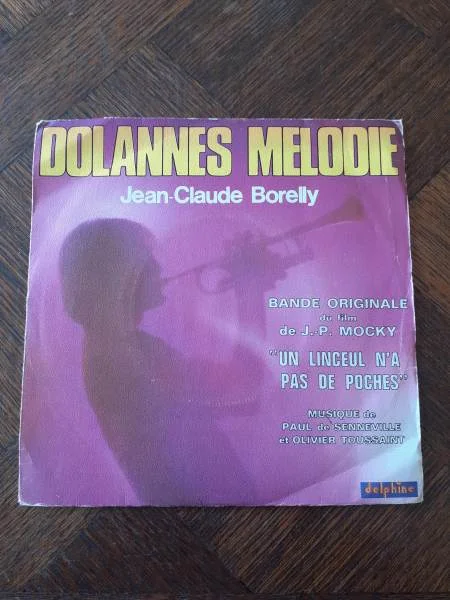 DOLANNES MELODIE
Jean-Claude Borelly
BANDE ORIGINALE
du film
de J.-P. MOCKY
"UN LINCEUL N'A
PAS DE POCHES"
MUSIQUE de
PAUL de SENNEVILLE
et OLIVIER TOUSSAINT
delphine